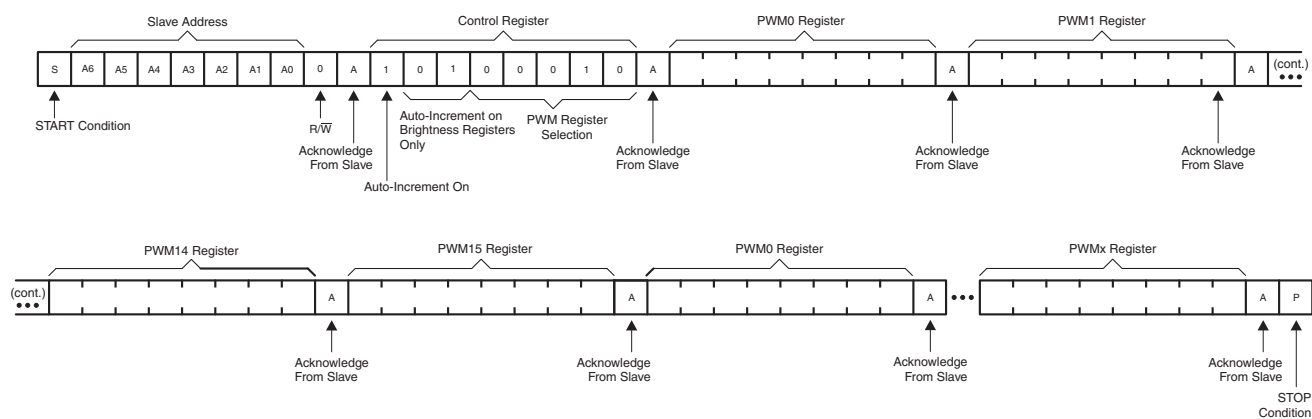 Slave Address
Control Register
PWM0 Register
PWM1 Register
S A6 A5 A4 A3 A2 A1 A0 0 A 1 0 1 0 0 0 1 0 A A A (cont.)
START Condition
R/W̅
Acknowledge
From Slave
Auto-Increment On
Auto-Increment on
Brightness Registers
Only
PWM Register
Selection
Acknowledge
From Slave
Acknowledge
From Slave
Acknowledge
From Slave
PWM14 Register
PWM15 Register
PWM0 Register
PWMx Register
(cont.) A A A A P
Acknowledge
From Slave
Acknowledge
From Slave
Acknowledge
From Slave
Acknowledge
From Slave
STOP
Condition